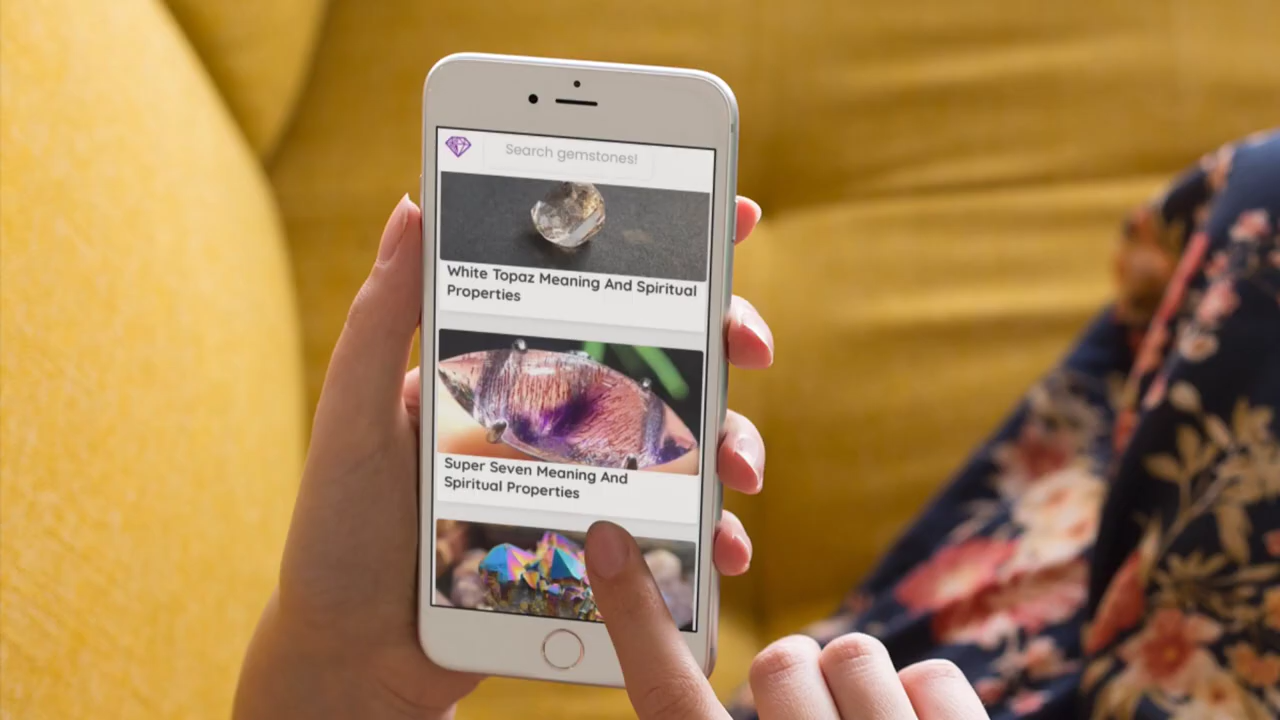 Search gemstones!
White Topaz Meaning And Spiritual
Properties
Super Seven Meaning And
Spiritual Properties